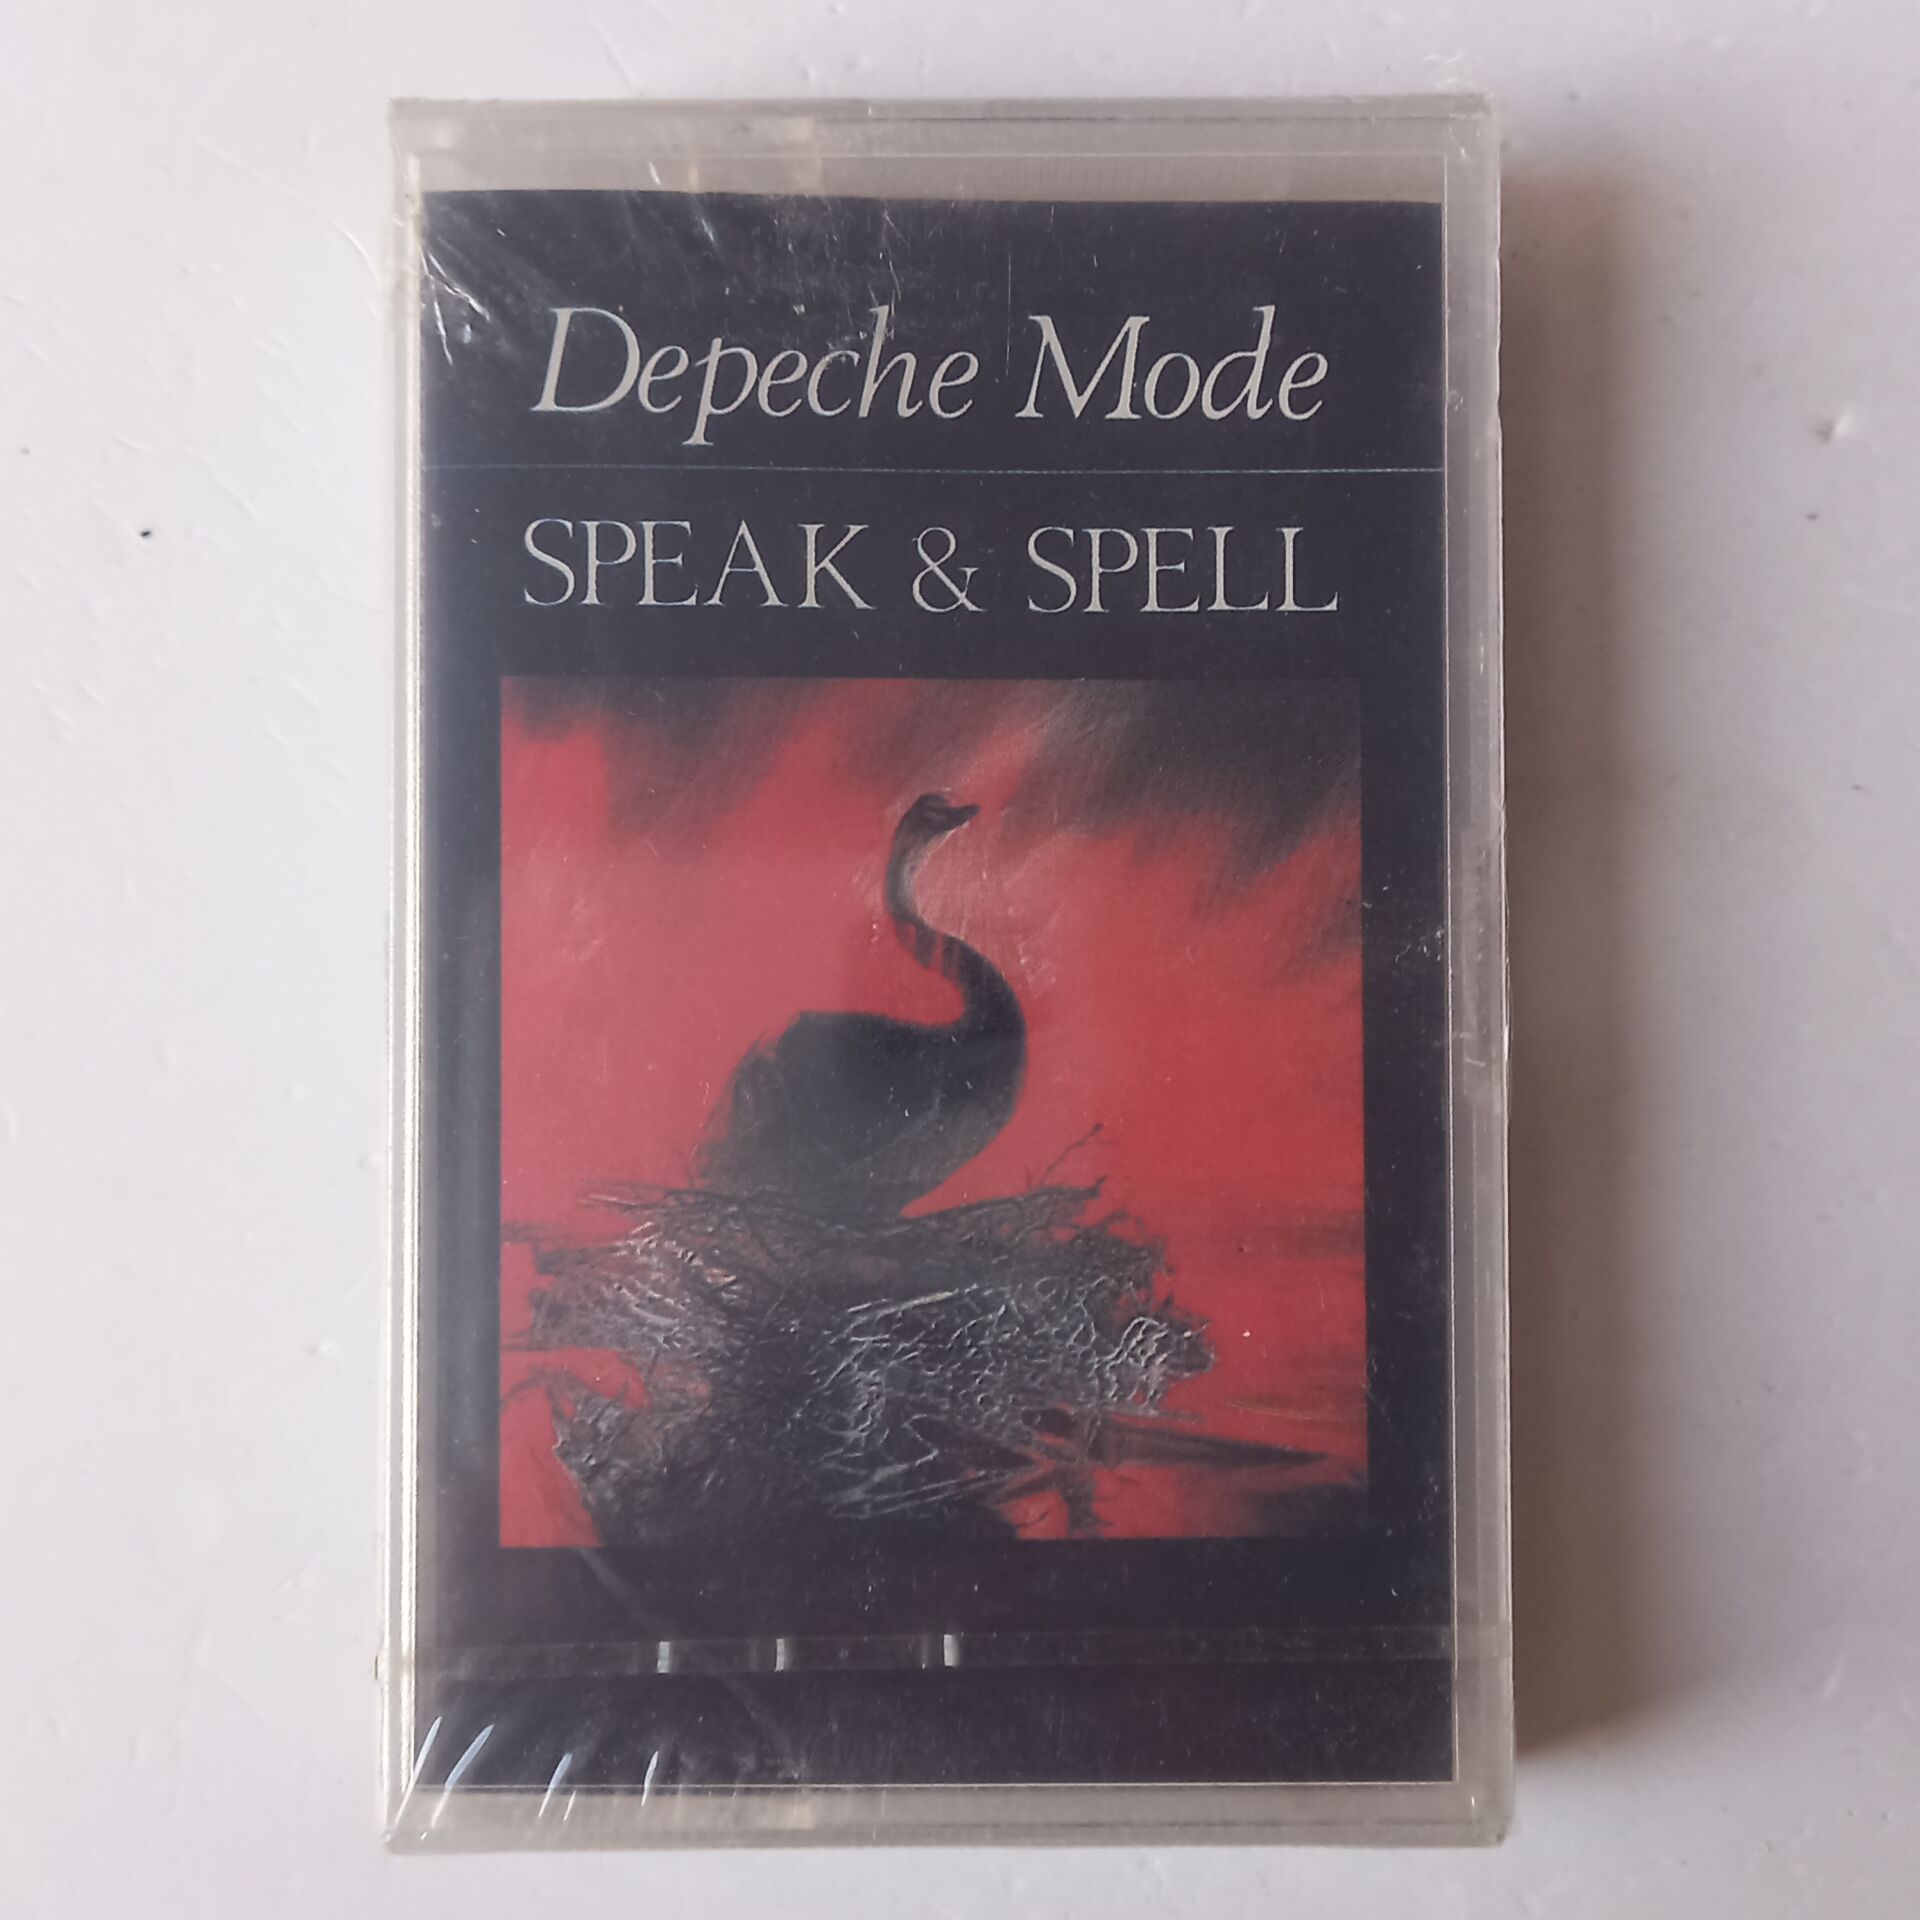 Depeche Mode
SPEAK & SPELL